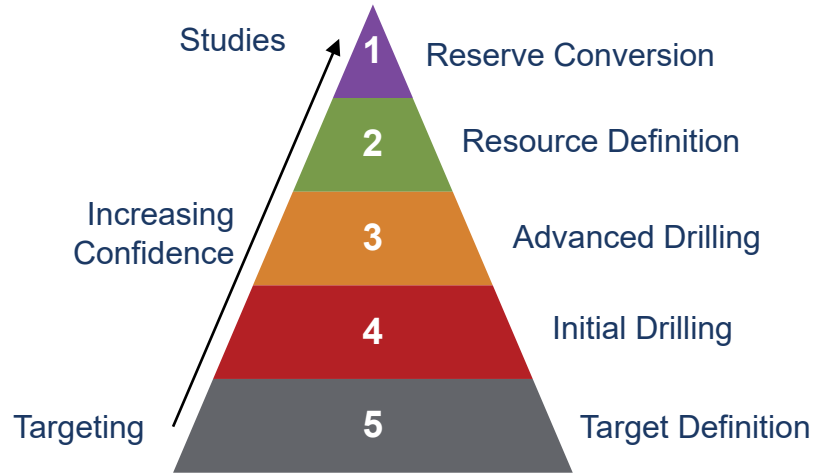 Studies
1
Reserve Conversion
2
Resource Definition
Increasing
Confidence
3
Advanced Drilling
4
Initial Drilling
Targeting
5
Target Definition